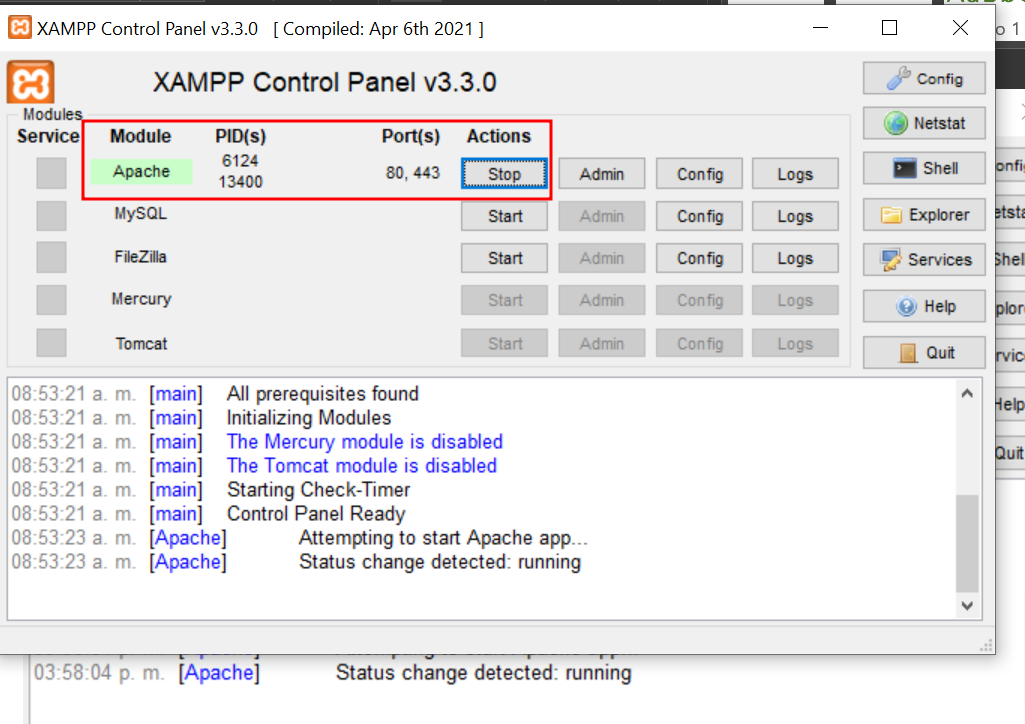 XAMPP Control Panel v3.3.0 [ Compiled: Apr 6th 2021 ]
XAMPP Control Panel v3.3.0
Config
Modules
Service Module PID(s) Port(s) Actions
Netstat
Apache 6124 13400 80, 443 Stop Admin Config Logs
Shell
MySQL Start Admin Config Logs
Explorer
FileZilla Start Admin Config Logs
Services
Mercury Start Admin Config Logs
Help
Tomcat Start Admin Config Logs
Quit
08:53:21 a. m. [main] All prerequisites found
08:53:21 a. m. [main] Initializing Modules
08:53:21 a. m. [main] The Mercury module is disabled
08:53:21 a. m. [main] The Tomcat module is disabled
08:53:21 a. m. [main] Starting Check-Timer
08:53:21 a. m. [main] Control Panel Ready
08:53:23 a. m. [Apache] Attempting to start Apache app...
08:53:23 a. m. [Apache] Status change detected: running
03:58:04 p. m. [Apache] Status change detected: running
Help
Quit